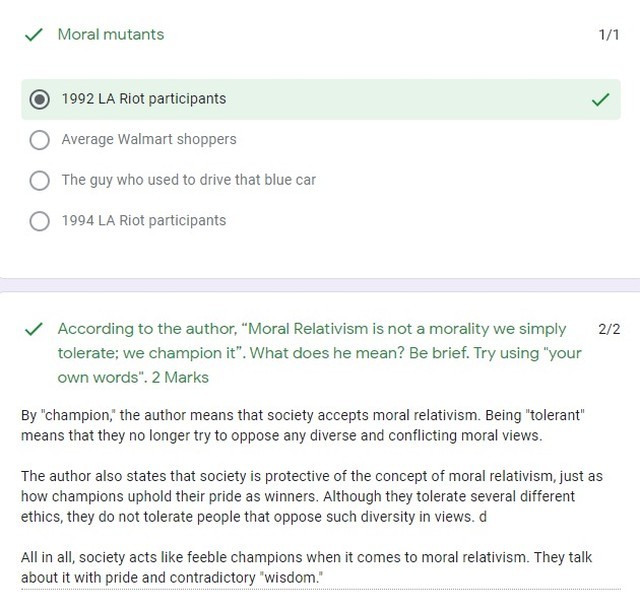 Moral mutants 1/1
1992 LA Riot participants
Average Walmart shoppers
The guy who used to drive that blue car
1994 LA Riot participants
According to the author, “Moral Relativism is not a morality we simply 2/2
tolerate; we champion it”. What does he mean? Be brief. Try using "your
own words". 2 Marks
By "champion," the author means that society accepts moral relativism. Being "tolerant"
means that they no longer try to oppose any diverse and conflicting moral views.
The author also states that society is protective of the concept of moral relativism, just as
how champions uphold their pride as winners. Although they tolerate several different
ethics, they do not tolerate people that oppose such diversity in views. d
All in all, society acts like feeble champions when it comes to moral relativism. They talk
about it with pride and contradictory "wisdom."